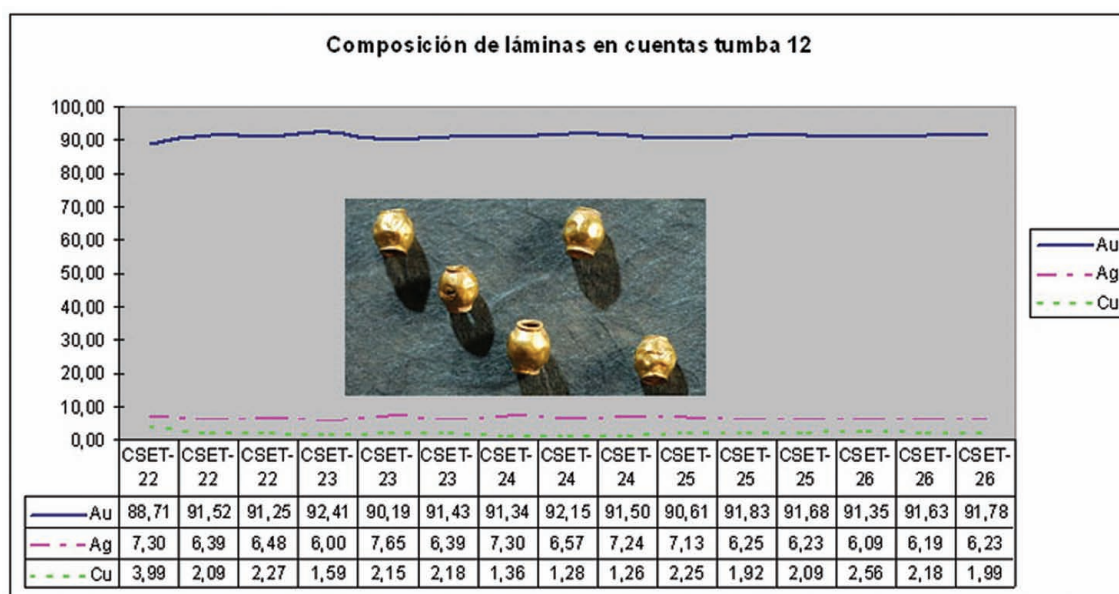 Composición de láminas en cuentas tumba 12
100,00
90,00
80,00
70,00
60,00
50,00
40,00
30,00
20,00
10,00
0,00
Au
Ag
Cu
CSET-22 CSET-22 CSET-22 CSET-23 CSET-23 CSET-23 CSET-24 CSET-24 CSET-24 CSET-25 CSET-25 CSET-25 CSET-26 CSET-26 CSET-26
Au 88,71 91,52 91,25 92,41 90,19 91,43 91,34 92,15 91,50 90,61 91,83 91,68 91,35 91,63 91,78
Ag 7,30 6,39 6,48 6,00 7,65 6,39 7,30 6,57 7,24 7,13 6,25 6,23 6,09 6,19 6,23
Cu 3,99 2,09 2,27 1,59 2,15 2,18 1,36 1,28 1,26 2,25 1,92 2,09 2,56 2,18 1,99